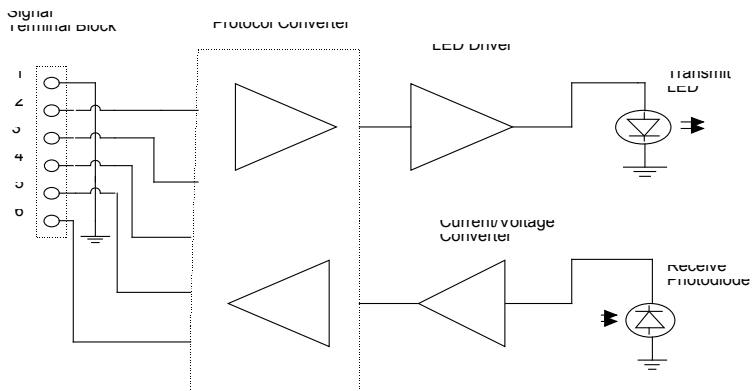 Signal
Terminal Block
Protocol Converter
LED Driver
Transmit
LED
1
2
3
4
5
6
Current/Voltage
Converter
Receive
Photodiode